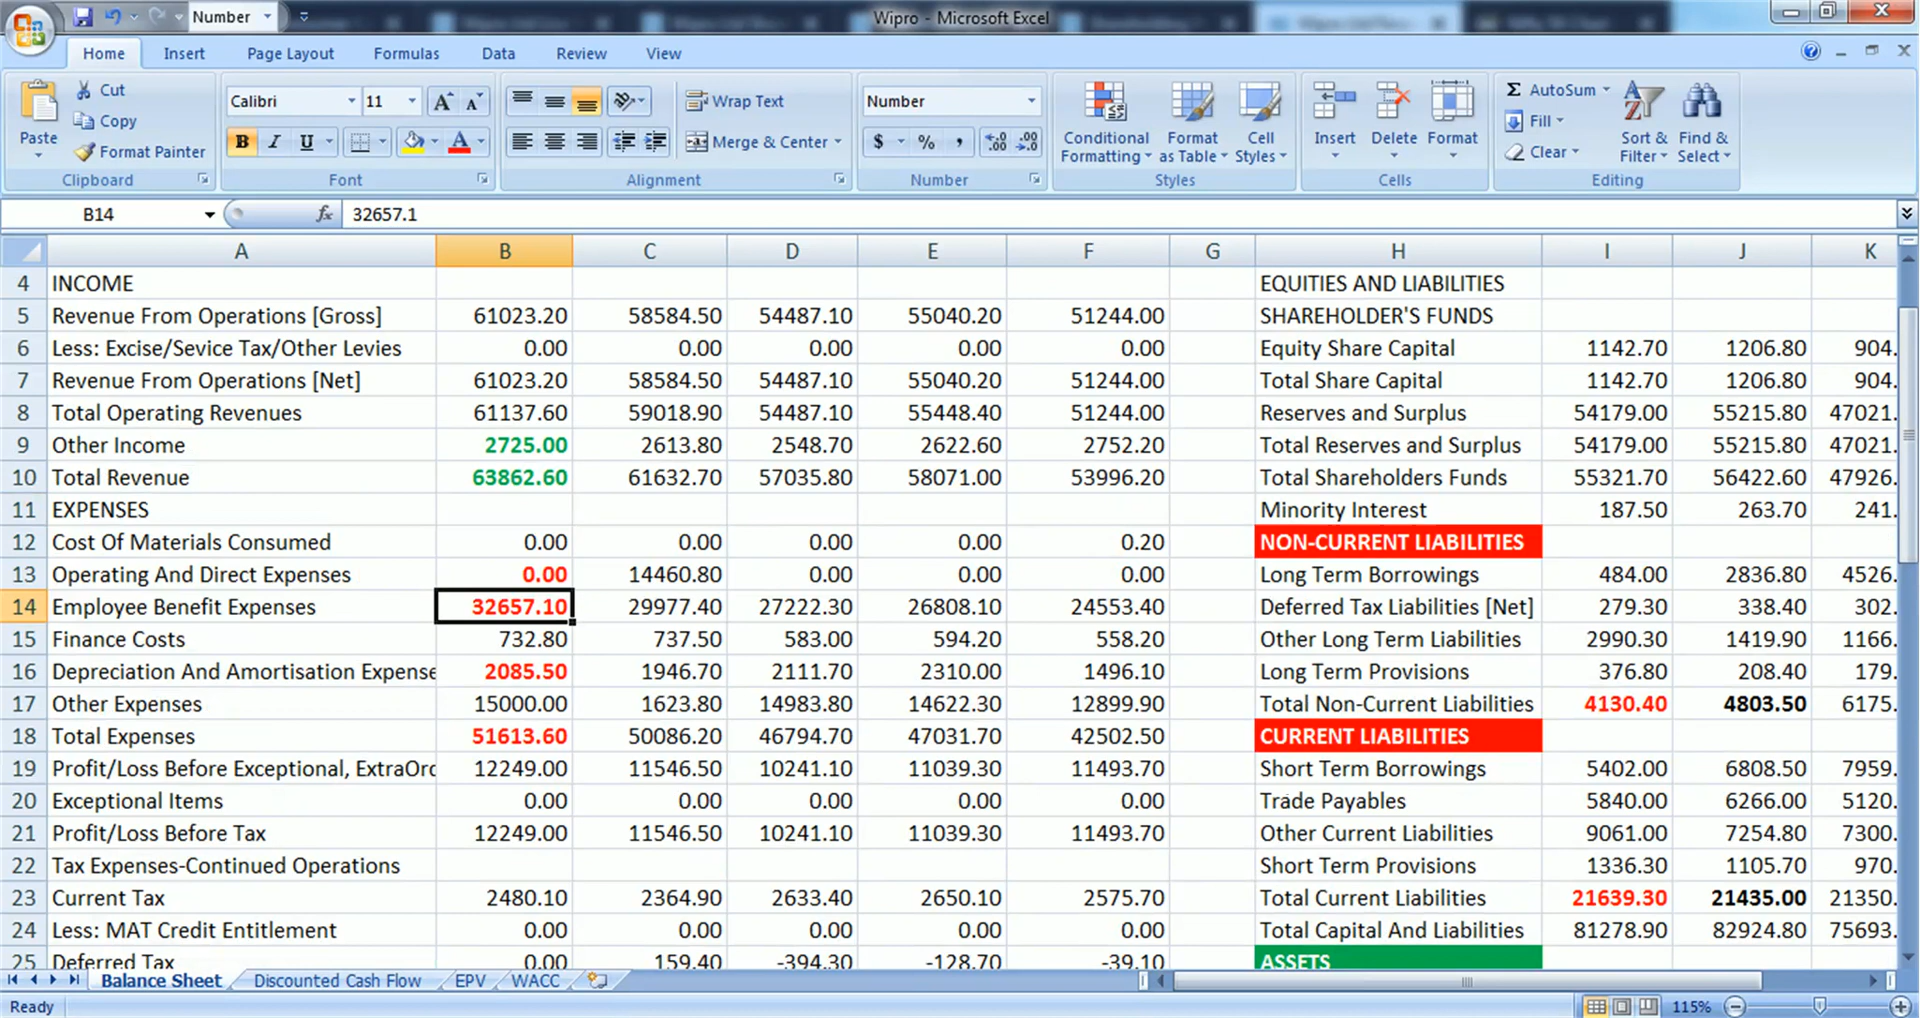 Number
Wipro - Microsoft Excel
Home Insert Page Layout Formulas Data Review View
Paste
Cut
Copy
Format Painter
Clipboard
Calibri 11
B I U
Font
Wrap Text
Merge & Center
Alignment
Number
$ % ,
Number
Conditional Formatting
Format as Table
Cell Styles
Styles
Insert
Delete
Format
Cells
AutoSum
Fill
Clear
Sort & Filter
Find & Select
Editing
B14 fx 32657.1
A B C D E F G H I J K
4 INCOME EQUITIES AND LIABILITIES
5 Revenue From Operations [Gross] 61023.20 58584.50 54487.10 55040.20 51244.00 SHAREHOLDER'S FUNDS
6 Less: Excise/Sevice Tax/Other Levies 0.00 0.00 0.00 0.00 0.00 Equity Share Capital 1142.70 1206.80 904.
7 Revenue From Operations [Net] 61023.20 58584.50 54487.10 55040.20 51244.00 Total Share Capital 1142.70 1206.80 904.
8 Total Operating Revenues 61137.60 59018.90 54487.10 55448.40 51244.00 Reserves and Surplus 54179.00 55215.80 47021.
9 Other Income 2725.00 2613.80 2548.70 2622.60 2752.20 Total Reserves and Surplus 54179.00 55215.80 47021.
10 Total Revenue 63862.60 61632.70 57035.80 58071.00 53996.20 Total Shareholders Funds 55321.70 56422.60 47926.
11 EXPENSES Minority Interest 187.50 263.70 241.
12 Cost Of Materials Consumed 0.00 0.00 0.00 0.00 0.20 NON-CURRENT LIABILITIES
13 Operating And Direct Expenses 0.00 14460.80 0.00 0.00 0.00 Long Term Borrowings 484.00 2836.80 4526.
14 Employee Benefit Expenses 32657.10 29977.40 27222.30 26808.10 24553.40 Deferred Tax Liabilities [Net] 279.30 338.40 302.
15 Finance Costs 732.80 737.50 583.00 594.20 558.20 Other Long Term Liabilities 2990.30 1419.90 1166.
16 Depreciation And Amortisation Expense 2085.50 1946.70 2111.70 2310.00 1496.10 Long Term Provisions 376.80 208.40 179.
17 Other Expenses 15000.00 1623.80 14983.80 14622.30 12899.90 Total Non-Current Liabilities 4130.40 4803.50 6175.
18 Total Expenses 51613.60 50086.20 46794.70 47031.70 42502.50 CURRENT LIABILITIES
19 Profit/Loss Before Exceptional, ExtraOrd 12249.00 11546.50 10241.10 11039.30 11493.70 Short Term Borrowings 5402.00 6808.50 7959.
20 Exceptional Items 0.00 0.00 0.00 0.00 0.00 Trade Payables 5840.00 6266.00 5120.
21 Profit/Loss Before Tax 12249.00 11546.50 10241.10 11039.30 11493.70 Other Current Liabilities 9061.00 7254.80 7300.
22 Tax Expenses-Continued Operations Short Term Provisions 1336.30 1105.70 970.
23 Current Tax 2480.10 2364.90 2633.40 2650.10 2575.70 Total Current Liabilities 21639.30 21435.00 21350.
24 Less: MAT Credit Entitlement 0.00 0.00 0.00 0.00 0.00 Total Capital And Liabilities 81278.90 82924.80 75693.
25 Deferred Tax 0.00 159.40 -394.30 -128.70 -39.10 ASSETS
Balance Sheet Discounted Cash Flow EPV WACC
Ready 115%